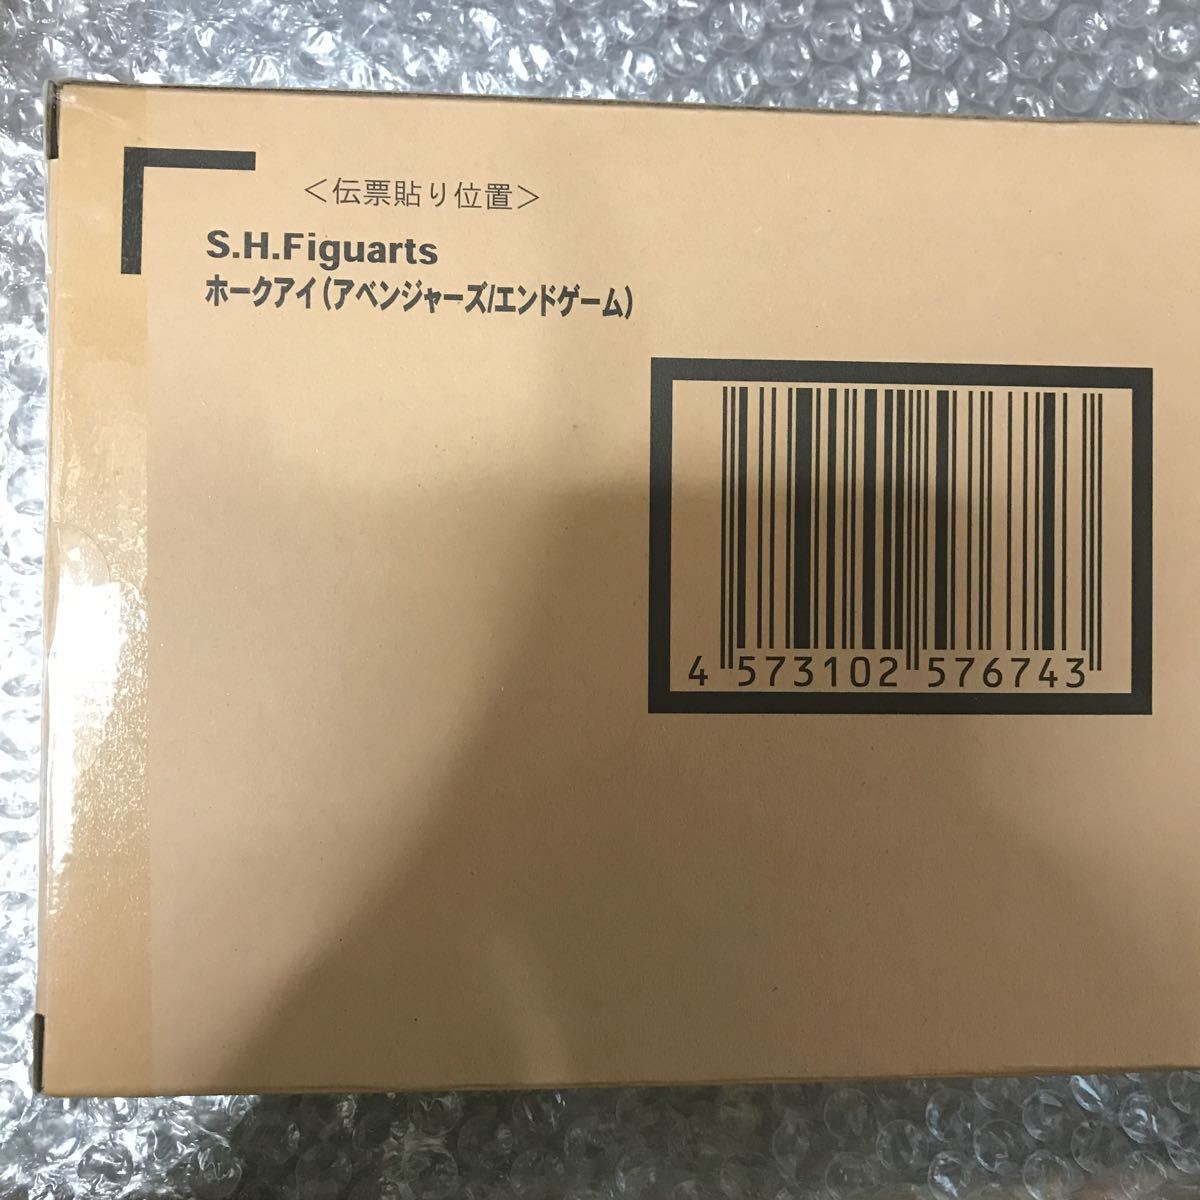 ＜伝票貼り位置＞
S.H.Figuarts
ホークアイ(アベンジャーズ/エンドゲーム)
4 573102 576743